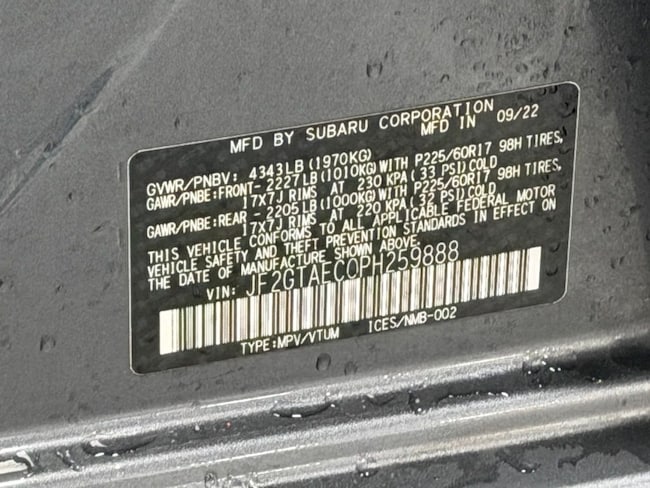 MFD BY SUBARU CORPORATION
MFD IN 09/22
GVWR/PNBV: 4343LB(1970KG)
GAWR/PNBE:FRONT-2227LB(1010KG)WITH P225/60R17 98H TIRES,
17X7J RIMS AT 230 KPA(33 PSI)COLD
GAWR/PNBE:REAR -2205LB(1000KG)WITH P225/60R17 98H TIRES,
17X7J RIMS AT 220 KPA(32 PSI)COLD
THIS VEHICLE CONFORMS TO ALL APPLICABLE FEDERAL MOTOR
VEHICLE SAFETY AND THEFT PREVENTION STANDARDS IN EFFECT ON
THE DATE OF MANUFACTURE SHOWN ABOVE.
VIN: JF2GTAEC0PH259888
TYPE:MPV/VTUM ICES/NMB-002